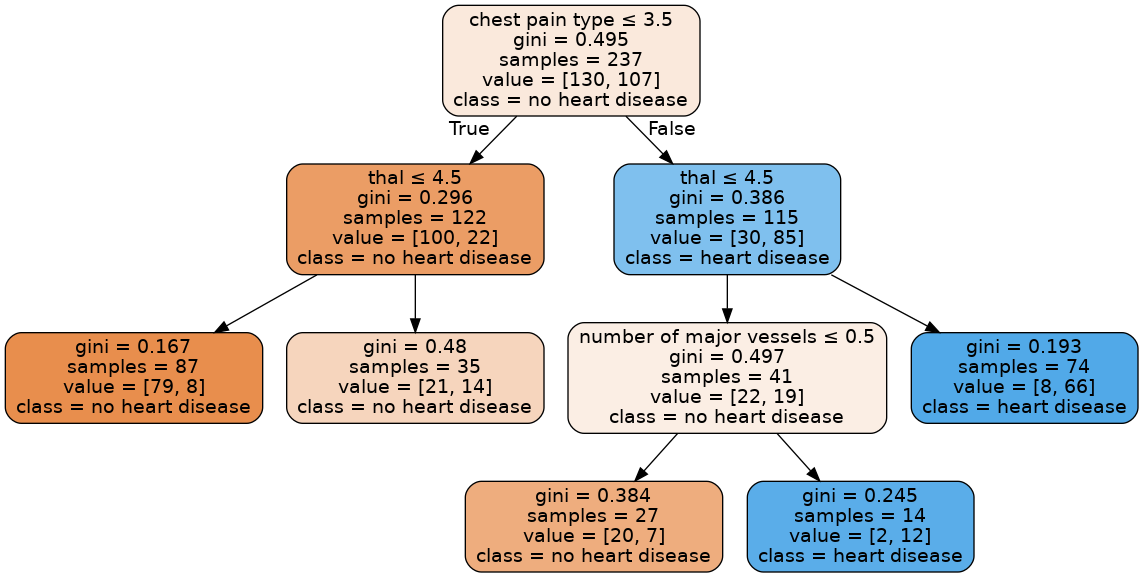 chest pain type ≤ 3.5
gini = 0.495
samples = 237
value = [130, 107]
class = no heart disease
True
False
thal ≤ 4.5
gini = 0.296
samples = 122
value = [100, 22]
class = no heart disease
thal ≤ 4.5
gini = 0.386
samples = 115
value = [30, 85]
class = heart disease
gini = 0.167
samples = 87
value = [79, 8]
class = no heart disease
gini = 0.48
samples = 35
value = [21, 14]
class = no heart disease
number of major vessels ≤ 0.5
gini = 0.497
samples = 41
value = [22, 19]
class = no heart disease
gini = 0.193
samples = 74
value = [8, 66]
class = heart disease
gini = 0.384
samples = 27
value = [20, 7]
class = no heart disease
gini = 0.245
samples = 14
value = [2, 12]
class = heart disease